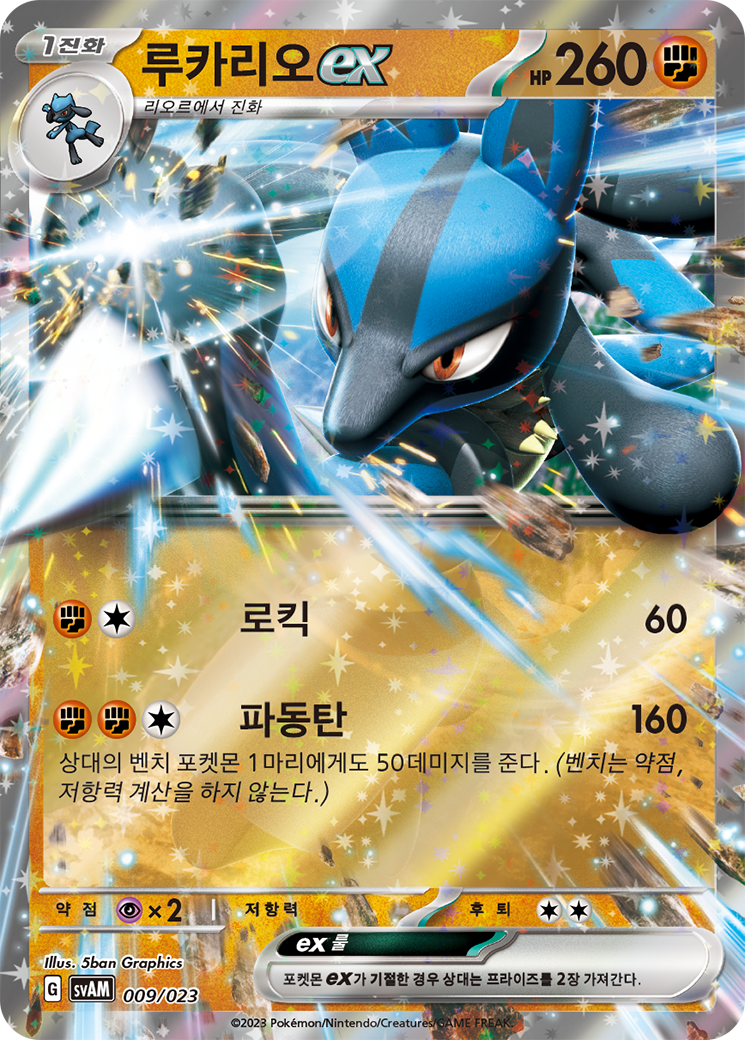 1진화
루카리오ex
HP 260
리오르에서 진화
로킥 60
파동탄 160
상대의 벤치 포켓몬 1마리에게도 50데미지를 준다. (벤치는 약점,
저항력 계산을 하지 않는다.)
약점 ×2 저항력 후퇴
ex룰
포켓몬 ex가 기절한 경우 상대는 프라이즈를 2장 가져간다.
Illus. 5ban Graphics
G svAM 009/023
©2023 Pokémon/Nintendo/Creatures/GAME FREAK.